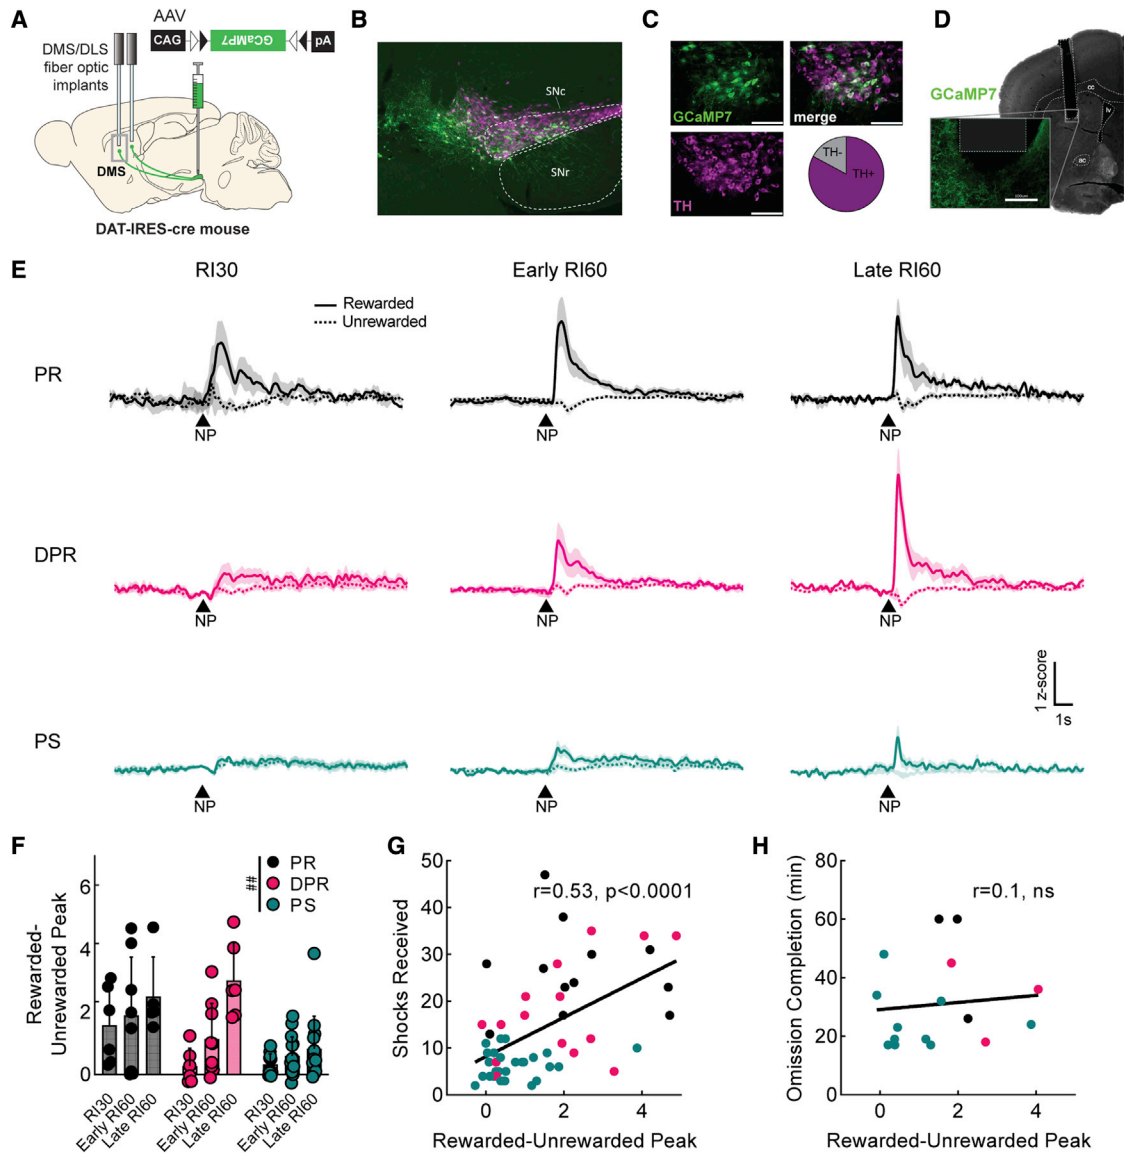 A
AAV
CAG
GCaMP7
pA
DMS/DLS
fiber optic
implants
DMS
DAT-IRES-cre mouse
B
SNc
SNr
C
GCaMP7
merge
TH
TH-
TH+
D
GCaMP7
cc
lv
ac
E
RI30
Early RI60
Late RI60
Rewarded
Unrewarded
PR
NP
NP
NP
DPR
NP
NP
NP
1 z-score
1s
PS
NP
NP
NP
F
Rewarded-
Unrewarded Peak
6
4
2
0
##
PR
DPR
PS
RI30
Early RI60
Late RI60
RI30
Early RI60
Late RI60
RI30
Early RI60
Late RI60
G
Shocks Received
50
40
30
20
10
0
r=0.53, p<0.0001
0 2 4
Rewarded-Unrewarded Peak
H
Omission Completion (min)
80
60
40
20
0
r=0.1, ns
0 2 4
Rewarded-Unrewarded Peak